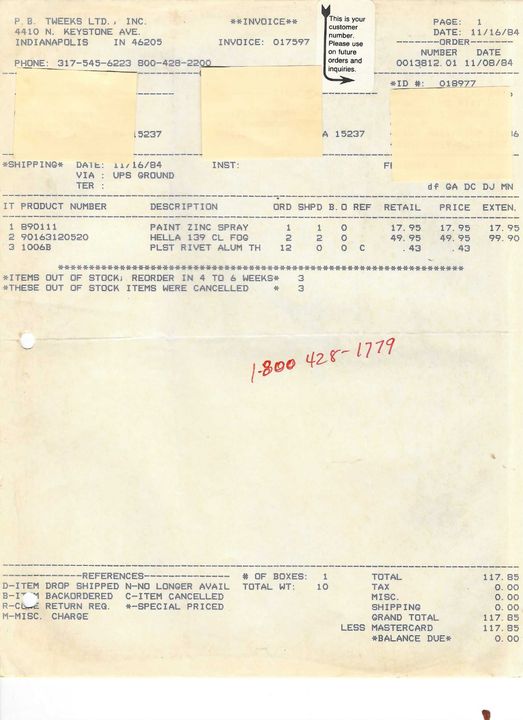 P. B. TWEEKS LTD., INC. **INVOICE** PAGE: 1
4410 N. KEYSTONE AVE. DATE: 11/16/84
INDIANAPOLIS IN 46205 INVOICE: 017597 --------ORDER--------
NUMBER DATE
PHONE: 317-545-6223 800-428-2200 0013812.01 11/08/84
This is your
customer
number.
Please use
on future
orders and
inquiries.
*ID #: 018977
15237 A 15237
*SHIPPING* DATE: 11/16/84 INST:
VIA : UPS GROUND
TER :
df QA DC DJ MN
IT PRODUCT NUMBER DESCRIPTION ORD SHPD B.O REF RETAIL PRICE EXTEN.
1 890111 PAINT ZINC SPRAY 1 1 0 17.95 17.95 17.95
2 90163120520 HELLA 139 CL FOG 2 2 0 49.95 49.95 99.90
3 1006B PLST RIVET ALUM TH 12 0 0 C .43 .43
*ITEMS OUT OF STOCK, REORDER IN 4 TO 6 WEEKS* 3
*THESE OUT OF STOCK ITEMS WERE CANCELLED * 3
1-800 428-1779
---------------REFERENCES--------------- # OF BOXES: 1 TOTAL 117.85
D-ITEM DROP SHIPPED N-NO LONGER AVAIL TOTAL WT: 10 TAX 0.00
BACKORDERED C-ITEM CANCELLED MISC. 0.00
RETURN REQ. *-SPECIAL PRICED SHIPPING 0.00
M-MISC. CHARGE GRAND TOTAL 117.85
LESS MASTERCARD 117.85
*BALANCE DUE* 0.00